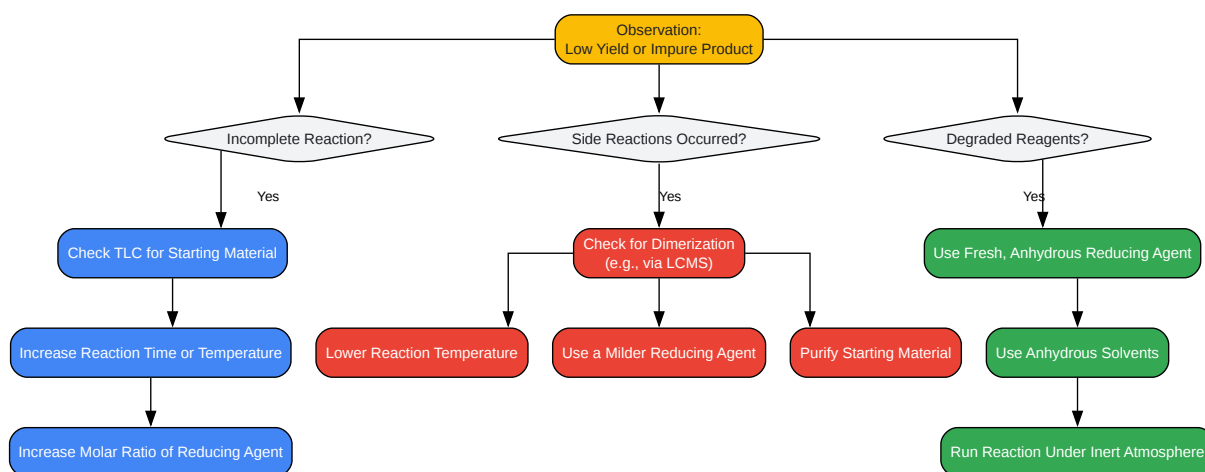 Observation:
Low Yield or Impure Product
Incomplete Reaction?
Side Reactions Occurred?
Degraded Reagents?
Yes
Yes
Yes
Check TLC for Starting Material
Check for Dimerization
(e.g., via LCMS)
Use Fresh, Anhydrous Reducing Agent
Increase Reaction Time or Temperature
Lower Reaction Temperature
Use a Milder Reducing Agent
Purify Starting Material
Use Anhydrous Solvents
Increase Molar Ratio of Reducing Agent
Run Reaction Under Inert Atmosphere